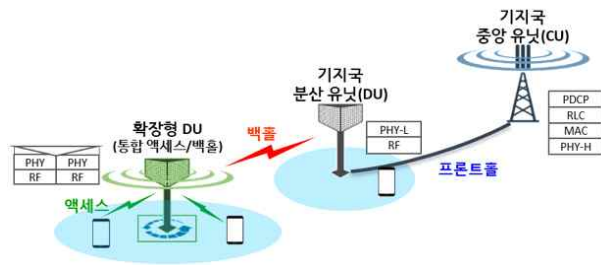 기지국
중앙 유닛(CU)
PDCP
RLC
MAC
PHY-H
기지국
분산 유닛(DU)
PHY-L
RF
프론트홀
백홀
확장형 DU
(통합 액세스/백홀)
PHY PHY
RF RF
액세스